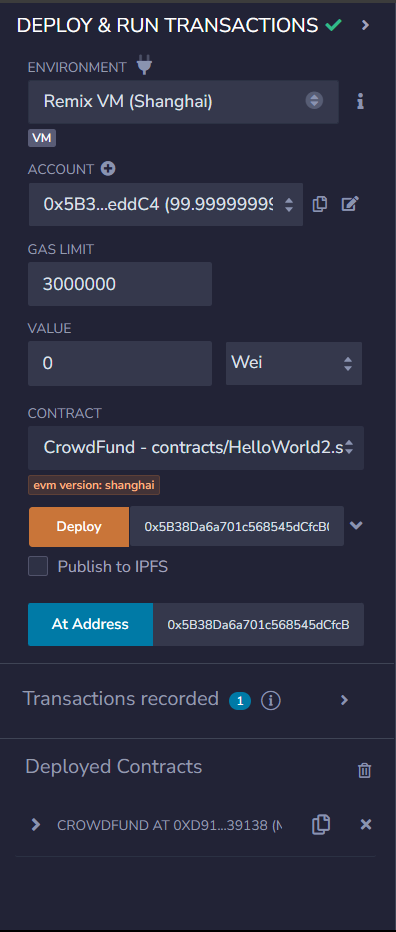 DEPLOY & RUN TRANSACTIONS
ENVIRONMENT
Remix VM (Shanghai)
VM
ACCOUNT
0x5B3...eddC4 (99.99999999
GAS LIMIT
3000000
VALUE
0
Wei
CONTRACT
CrowdFund - contracts/HelloWorld2.s
evm version: shanghai
Deploy
0x5B38Da6a701c568545dCfcB(
Publish to IPFS
At Address
0x5B38Da6a701c568545dCfcB
Transactions recorded 1
Deployed Contracts
CROWDFUND AT 0XD91...39138 (M